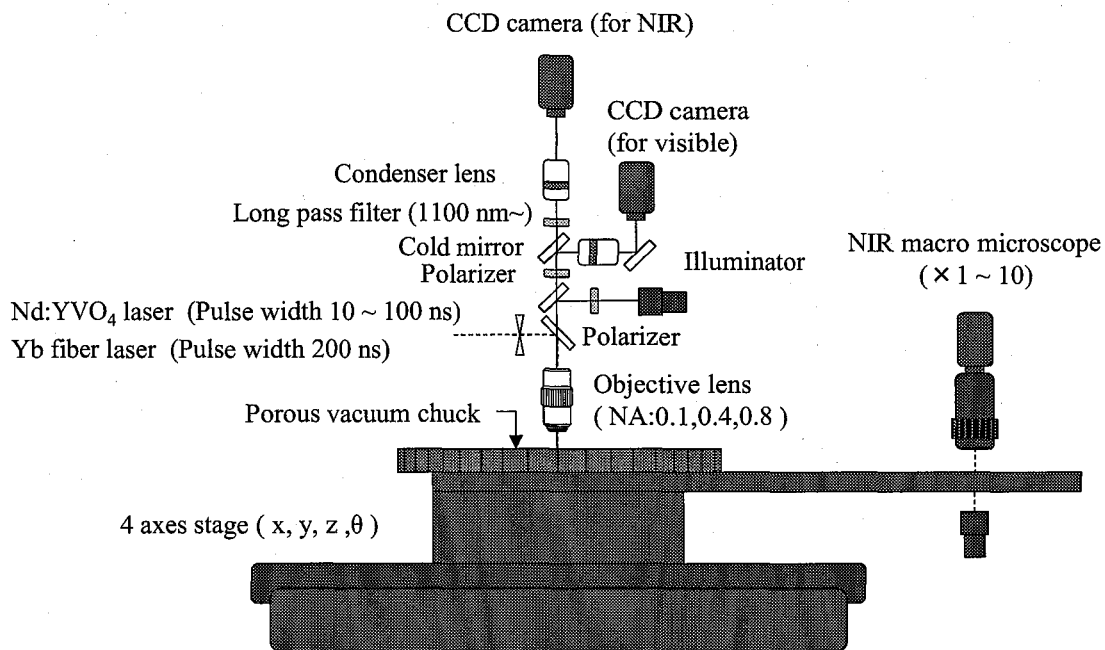 CCD camera (for NIR)
CCD camera
(for visible)
Condenser lens
Long pass filter (1100 nm~)
Cold mirror
Polarizer
Illuminator
NIR macro microscope
( × 1 ~ 10)
Nd:YVO₄ laser (Pulse width 10 ~ 100 ns)
Yb fiber laser (Pulse width 200 ns)
Polarizer
Objective lens
( NA:0.1,0.4,0.8 )
Porous vacuum chuck
4 axes stage ( x, y, z ,θ )